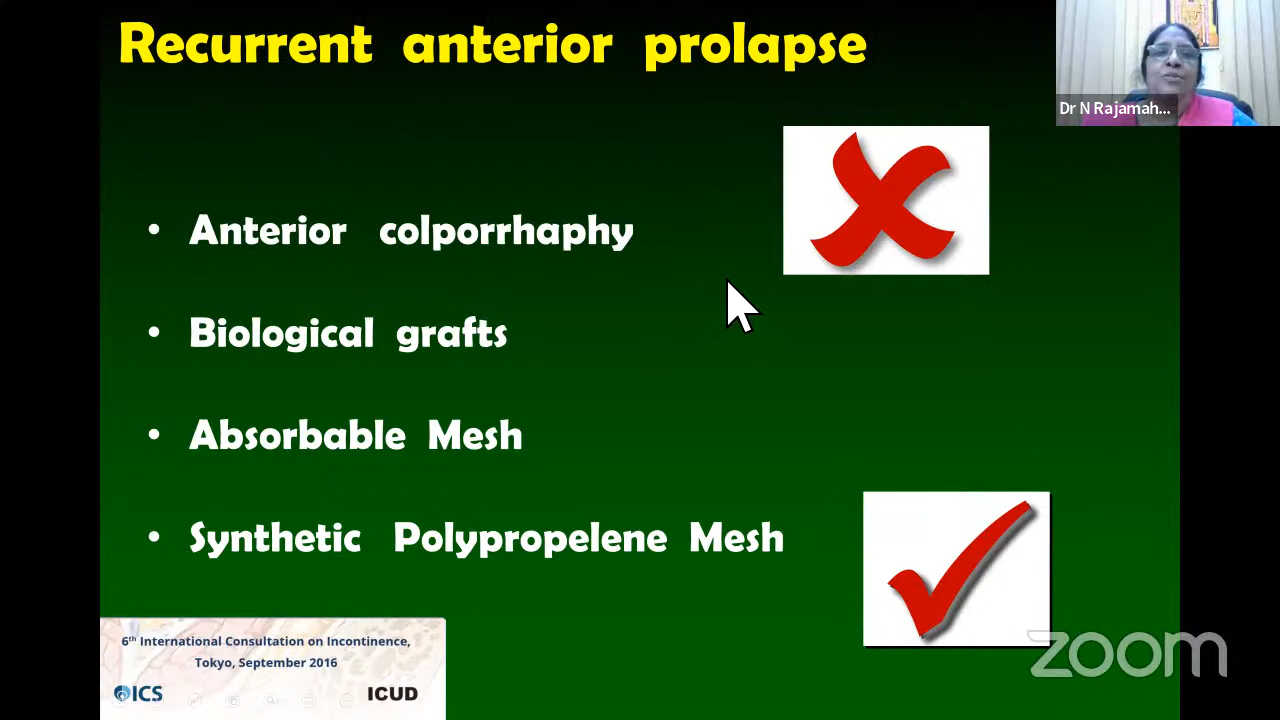 Recurrent anterior prolapse
Dr N Rajamah...
• Anterior colporrhaphy
• Biological grafts
• Absorbable Mesh
• Synthetic Polypropelene Mesh
6th International Consultation on Incontinence,
Tokyo, September 2016
ICS
ICUD
zoom